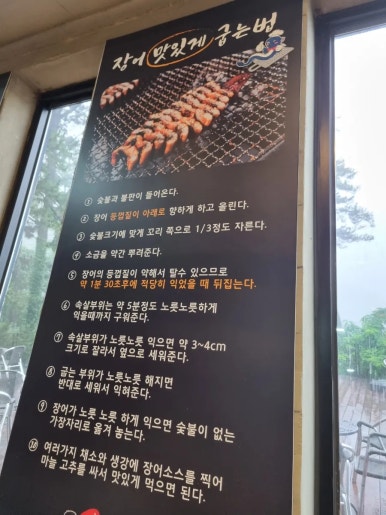 장어 맛있게 굽는법
① 숯불과 불판이 들어온다.
② 장어 등껍질이 아래로 향하게 하고 올린다.
③ 숯불크기에 맞게 꼬리 쪽으로 1/3정도 자른다.
④ 소금을 약간 뿌려준다.
⑤ 장어의 등껍질이 약해서 탈수 있으므로
약 1분 30초후에 적당히 익었을 때 뒤집는다.
⑥ 속살부위는 약 5분정도 노릇노릇하게
익을때까지 구워준다.
⑦ 속살부위가 노릇노릇 익으면 약 3~4cm
크기로 잘라서 옆으로 세워준다.
⑧ 굽는 부위가 노릇노릇 해지면
반대로 세워서 익혀준다.
⑨ 장어가 노릇 노릇 하게 익으면 숯불이 없는
가장자리로 옮겨 놓는다.
⑩ 여러가지 채소와 생강에 장어소스를 찍어
마늘 고추를 싸서 맛있게 먹으면 된다.